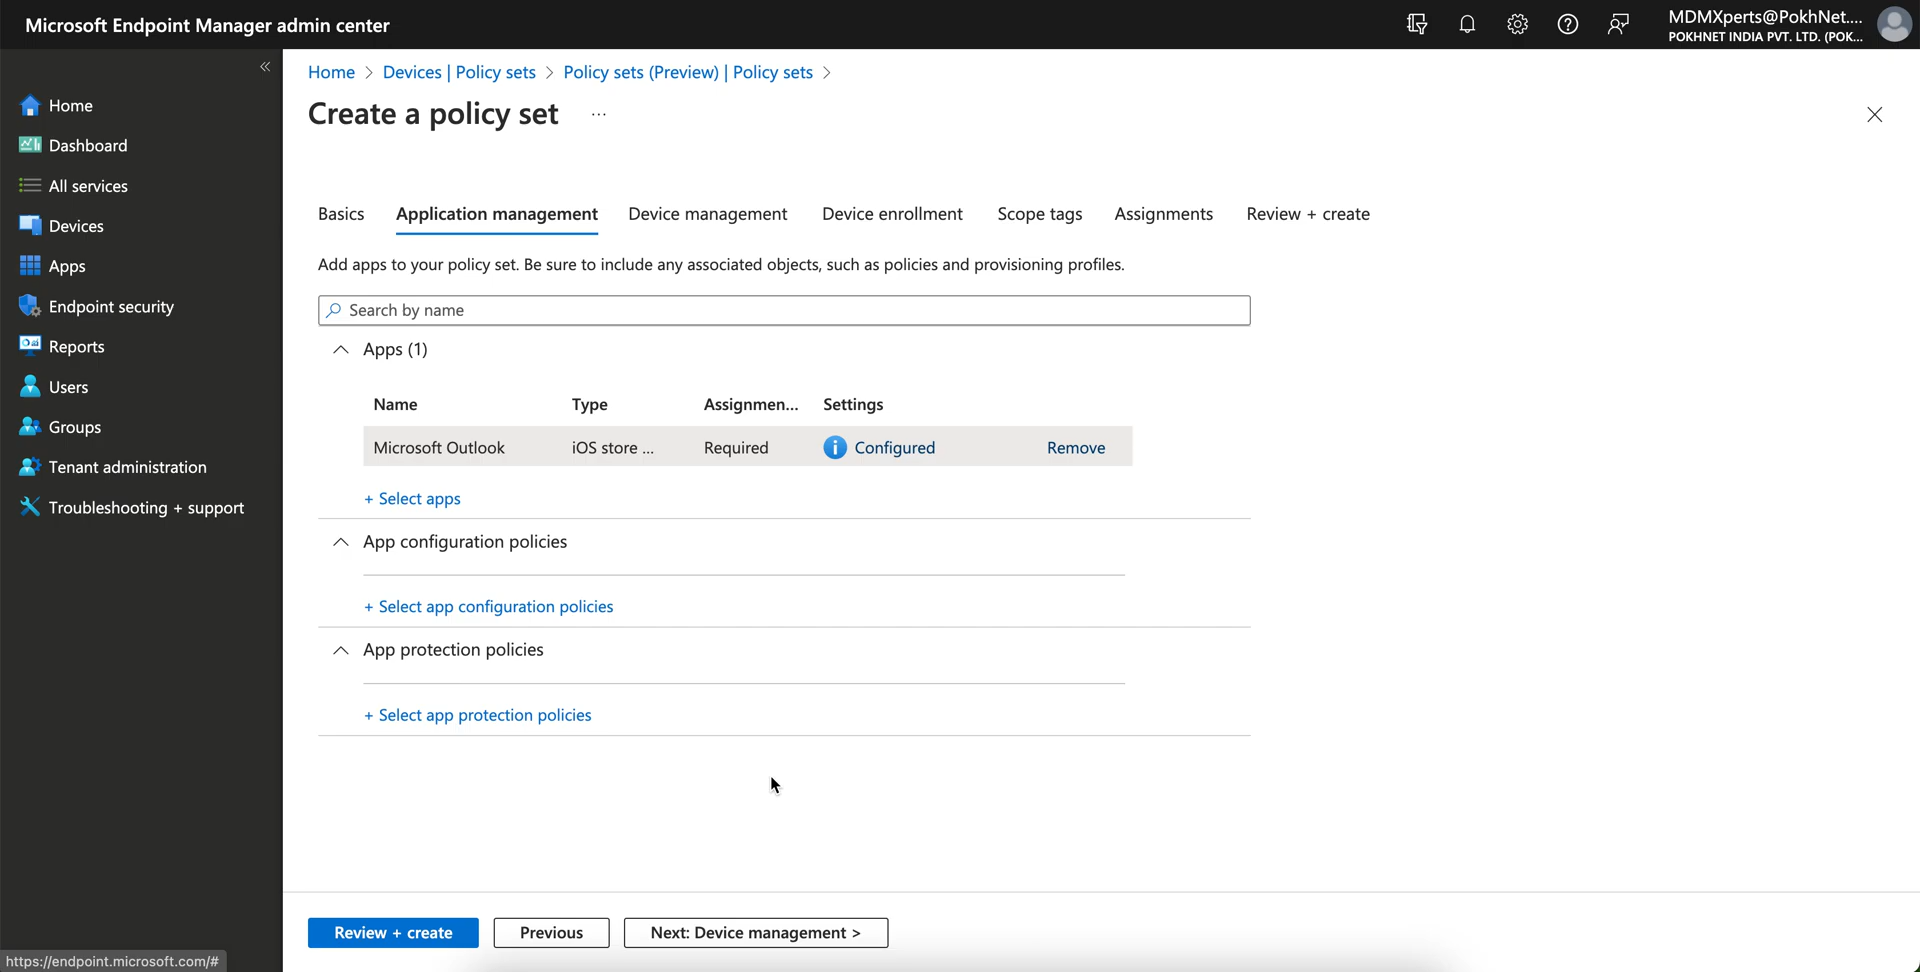 Microsoft Endpoint Manager admin center
MDMXperts@PokhNet....
POKHNET INDIA PVT. LTD. (POK...
«
Home
Dashboard
All services
Devices
Apps
Endpoint security
Reports
Users
Groups
Tenant administration
Troubleshooting + support
Home > Devices | Policy sets > Policy sets (Preview) | Policy sets >
Create a policy set ...
Basics Application management Device management Device enrollment Scope tags Assignments Review + create
Add apps to your policy set. Be sure to include any associated objects, such as policies and provisioning profiles.
Search by name
Apps (1)
Name Type Assignmen... Settings
Microsoft Outlook iOS store ... Required Configured Remove
+ Select apps
App configuration policies
+ Select app configuration policies
App protection policies
+ Select app protection policies
Review + create Previous Next: Device management >
https://endpoint.microsoft.com/#